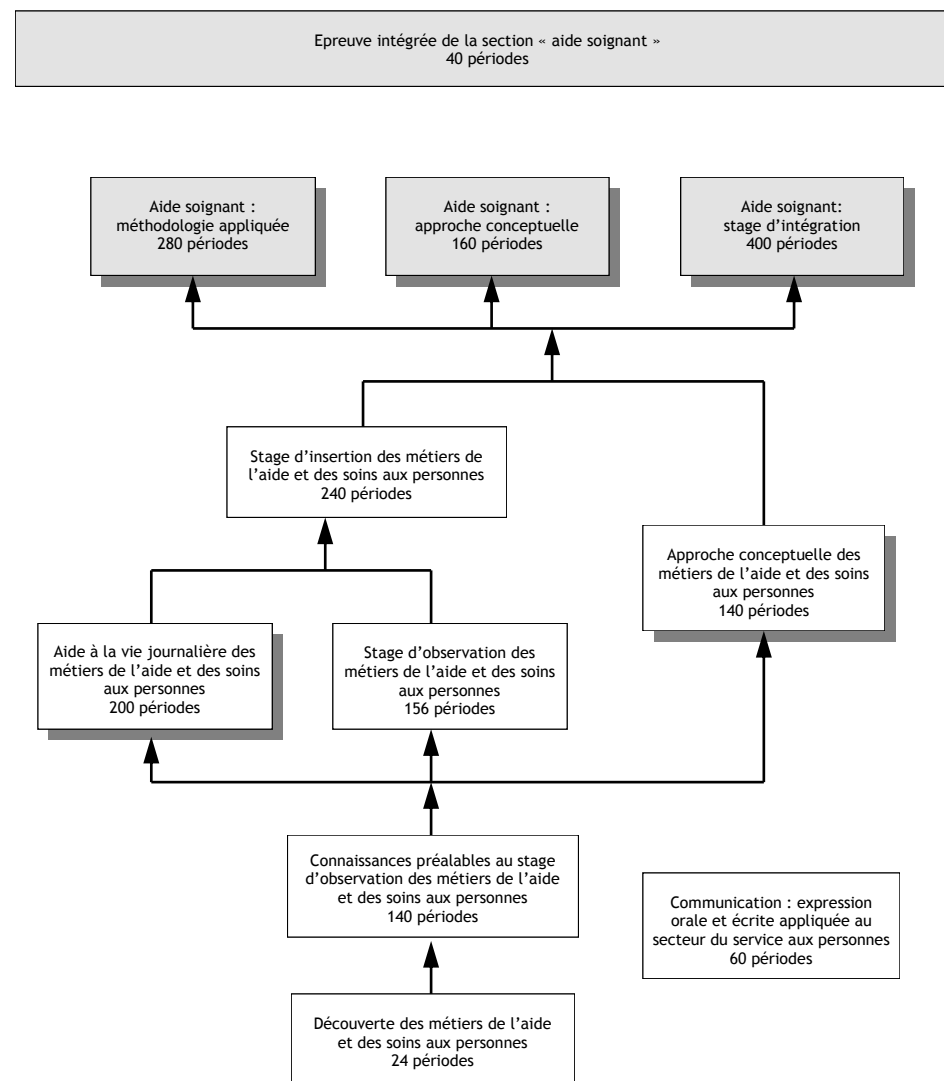 Epreuve intégrée de la section « aide soignant »
40 périodes
Aide soignant :
méthodologie appliquée
280 périodes
Aide soignant :
approche conceptuelle
160 périodes
Aide soignant:
stage d’intégration
400 périodes
Stage d’insertion des métiers de
l’aide et des soins aux personnes
240 périodes
Approche conceptuelle des
métiers de l’aide et des soins
aux personnes
140 périodes
Aide à la vie journalière des
métiers de l’aide et des soins
aux personnes
200 périodes
Stage d’observation des
métiers de l’aide et des soins
aux personnes
156 périodes
Connaissances préalables au stage
d’observation des métiers de l’aide
et des soins aux personnes
140 périodes
Communication : expression
orale et écrite appliquée au
secteur du service aux personnes
60 périodes
Découverte des métiers de l’aide
et des soins aux personnes
24 périodes